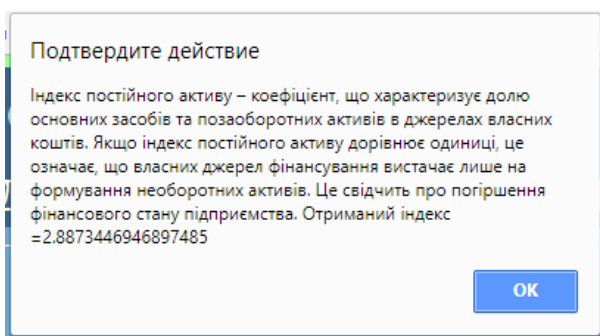 Подтвердите действие
Індекс постійного активу – коефіцієнт, що характеризує долю
основних засобів та позаоборотних активів в джерелах власних
коштів. Якщо індекс постійного активу дорівнює одиниці, це
означає, що власних джерел фінансування вистачає лише на
формування необоротних активів. Це свідчить про погіршення
фінансового стану підприємства. Отриманий індекс
=2.8873446946897485
ОК